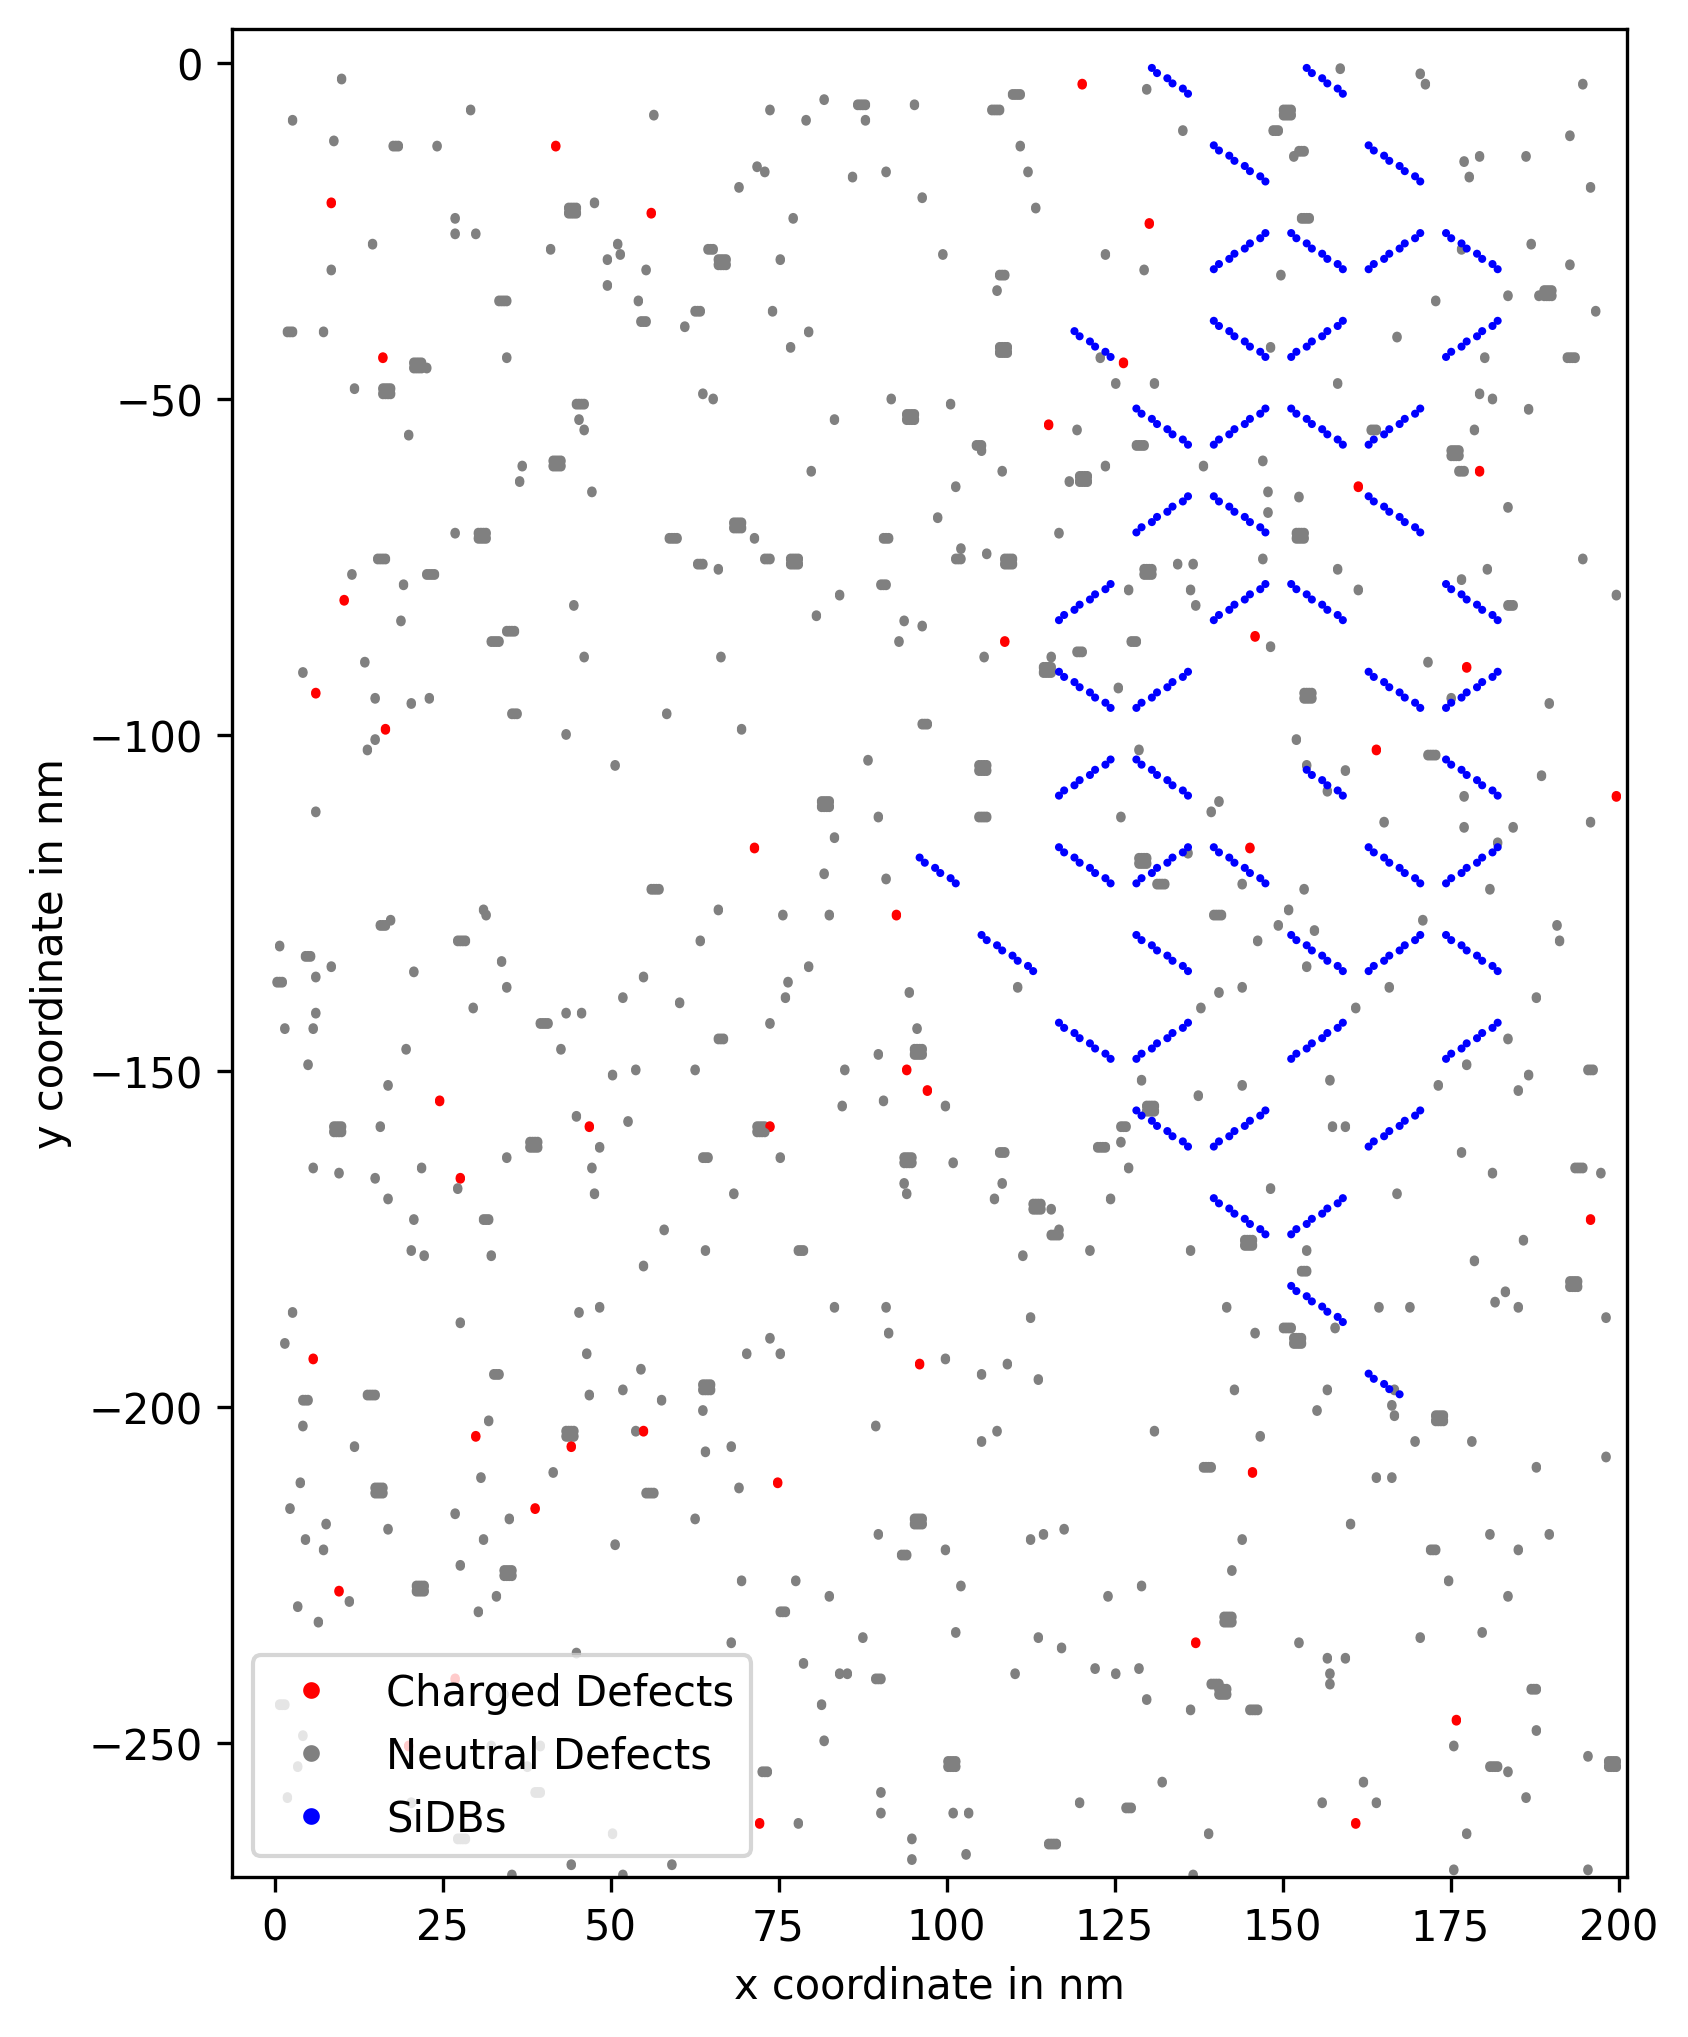 0
−50
−100
−150
−200
−250
y coordinate in nm
Charged Defects
Neutral Defects
SiDBs
0 25 50 75 100 125 150 175 200
x coordinate in nm